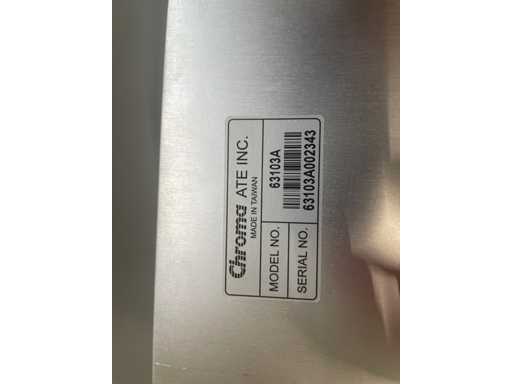 Chroma ATE INC.
MADE IN TAIWAN
MODEL NO. 63103A
SERIAL NO. 63103A002343